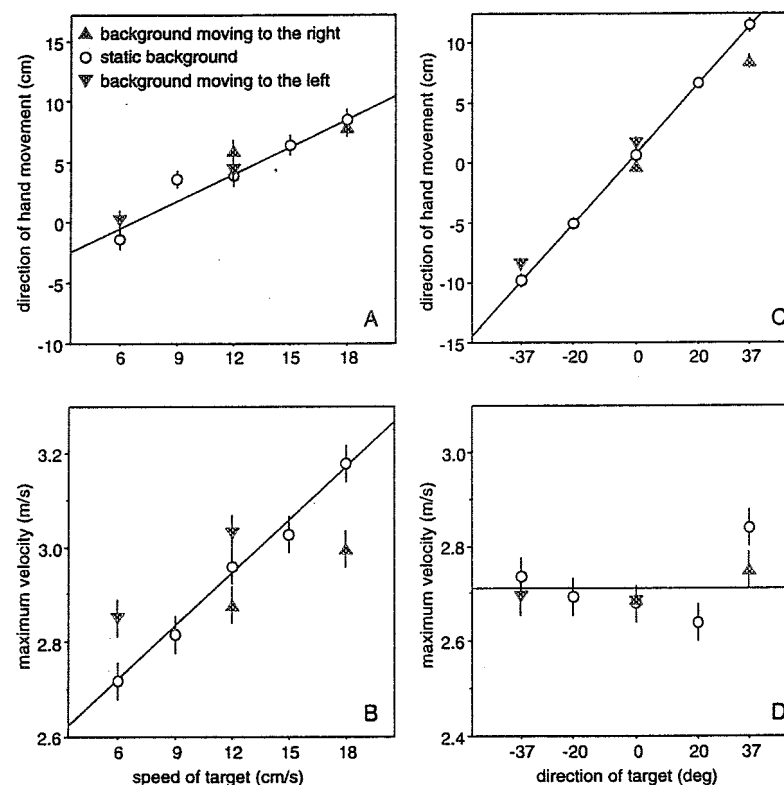 background moving to the right
static background
background moving to the left
direction of hand movement (cm)
15
10
5
0
-5
-10
6 9 12 15 18
A
direction of hand movement (cm)
10
5
0
-5
-10
-15
-37 -20 0 20 37
C
maximum velocity (m/s)
3.2
3.0
2.8
2.6
6 9 12 15 18
speed of target (cm/s)
B
maximum velocity (m/s)
3.0
2.8
2.6
2.4
-37 -20 0 20 37
direction of target (deg)
D